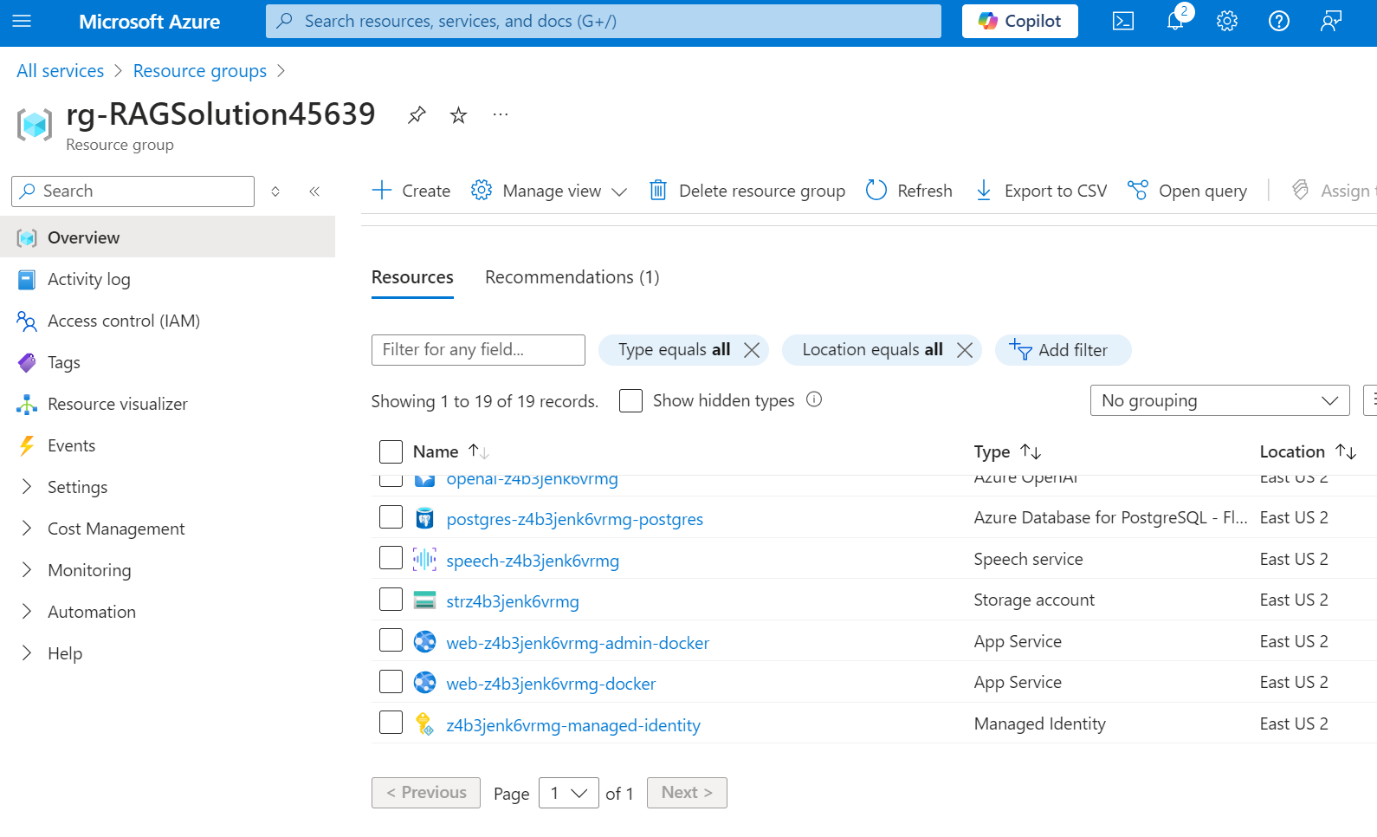 Microsoft Azure
Search resources, services, and docs (G+/)
Copilot
2
All services > Resource groups >
rg-RAGSolution45639
...
Resource group
Search
Create
Manage view
Delete resource group
Refresh
Export to CSV
Open query
Assign
Overview
Activity log
Access control (IAM)
Tags
Resource visualizer
Events
Settings
Cost Management
Monitoring
Automation
Help
Resources
Recommendations (1)
Filter for any field...
Type equals all
Location equals all
Add filter
Showing 1 to 19 of 19 records.
Show hidden types
No grouping
Name
Type
Location
openai-z4b3jenk6vrmg Azure OpenAI East US 2
postgres-z4b3jenk6vrmg-postgres Azure Database for PostgreSQL - Fl... East US 2
speech-z4b3jenk6vrmg Speech service East US 2
strz4b3jenk6vrmg Storage account East US 2
web-z4b3jenk6vrmg-admin-docker App Service East US 2
web-z4b3jenk6vrmg-docker App Service East US 2
z4b3jenk6vrmg-managed-identity Managed Identity East US 2
< Previous
Page 1 of 1
Next >